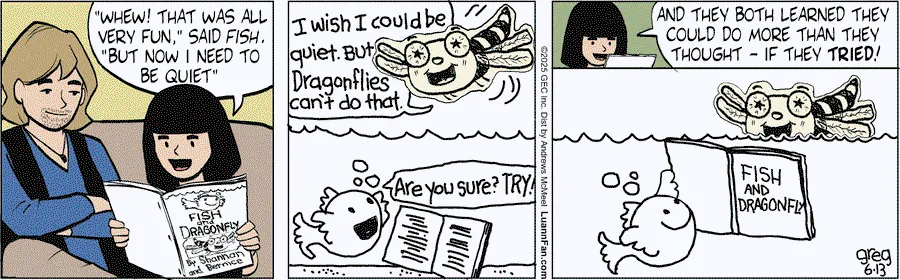 "WHEW! THAT WAS ALL
VERY FUN," SAID FISH.
"BUT NOW I NEED TO
BE QUIET"
FISH
and
DRAGONFLY
By Shannon
and Bernice
I wish I could be
quiet. But
Dragonflies
can't do that.
Are you sure? TRY!
©2025 GEC Inc. Dist by Andrews McMeel LuannFan.com
AND THEY BOTH LEARNED THEY
COULD DO MORE THAN THEY
THOUGHT - IF THEY TRIED!
FISH
AND
DRAGONFLY
greg
6-13